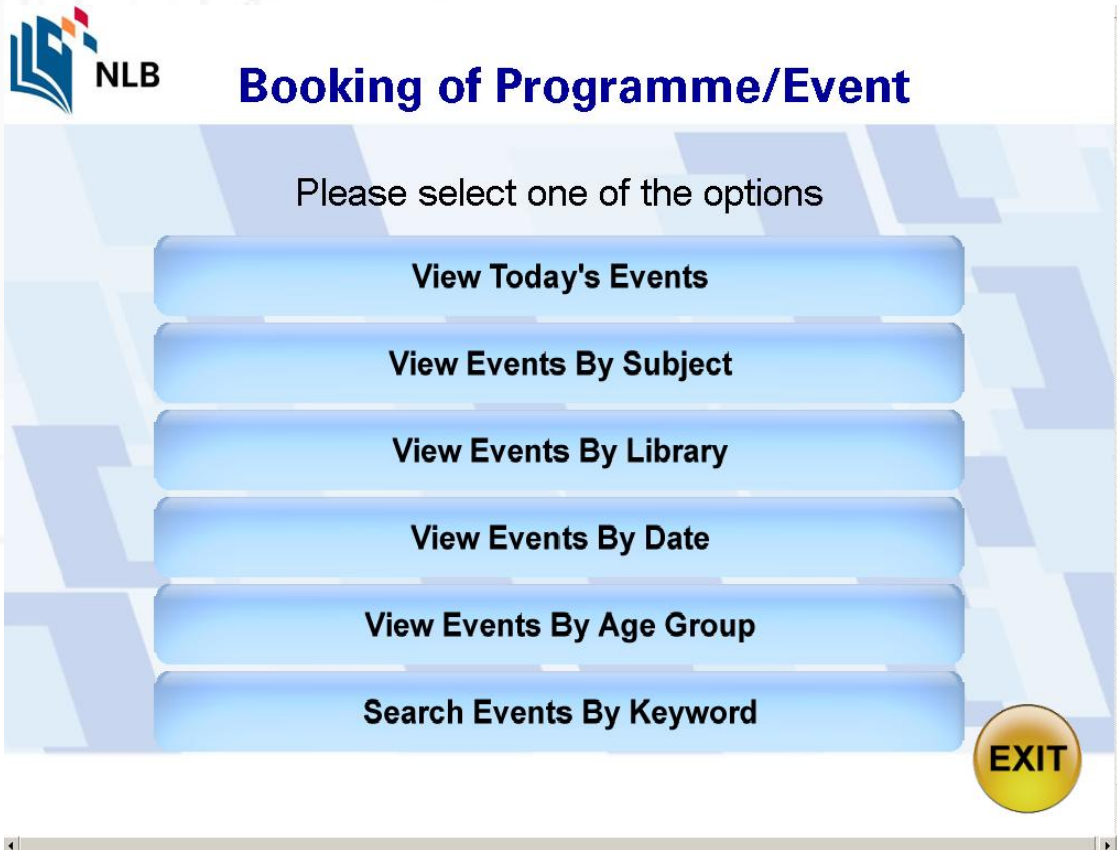 NLB
Booking of Programme/Event
Please select one of the options
View Today's Events
View Events By Subject
View Events By Library
View Events By Date
View Events By Age Group
Search Events By Keyword
EXIT